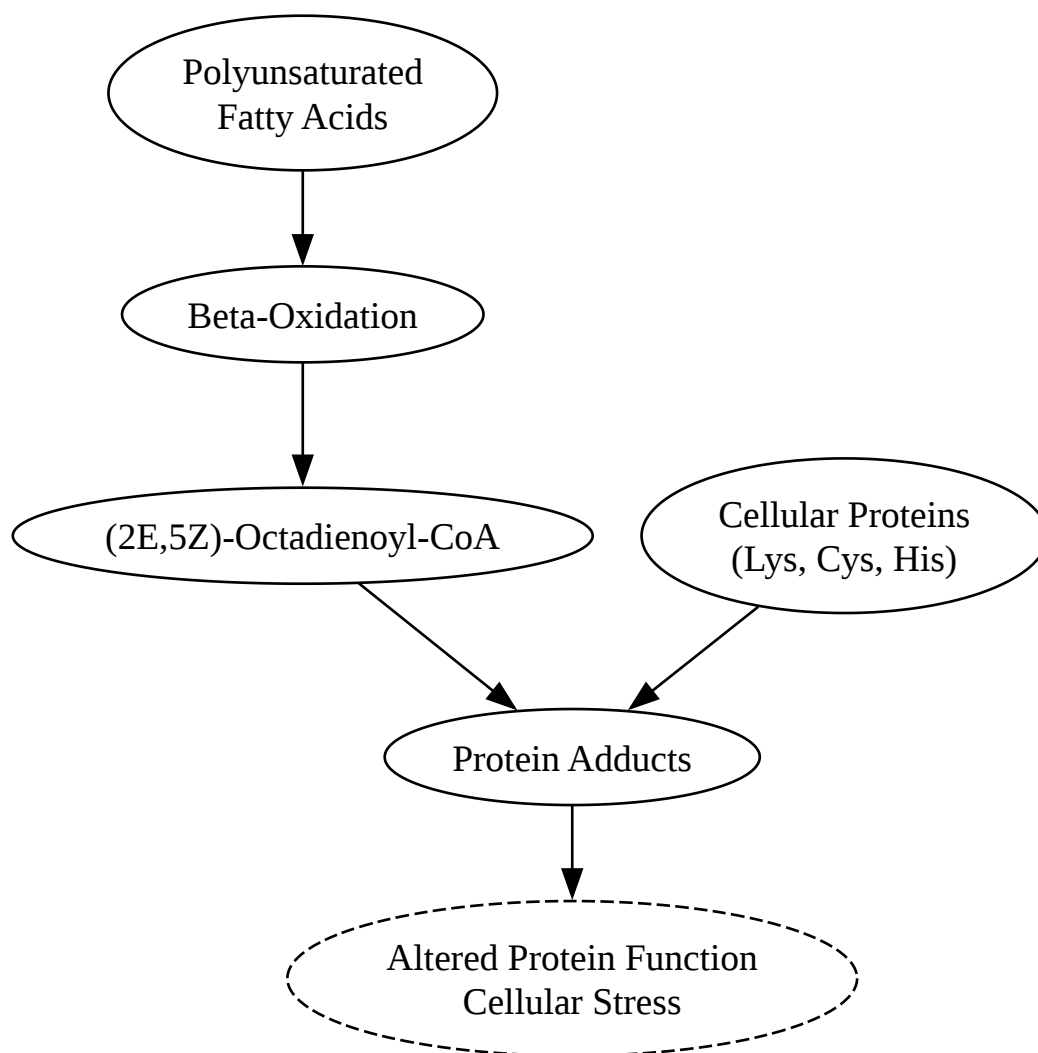 Polyunsaturated
Fatty Acids
Beta-Oxidation
(2E,5Z)-Octadienoyl-CoA
Cellular Proteins
(Lys, Cys, His)
Protein Adducts
Altered Protein Function
Cellular Stress